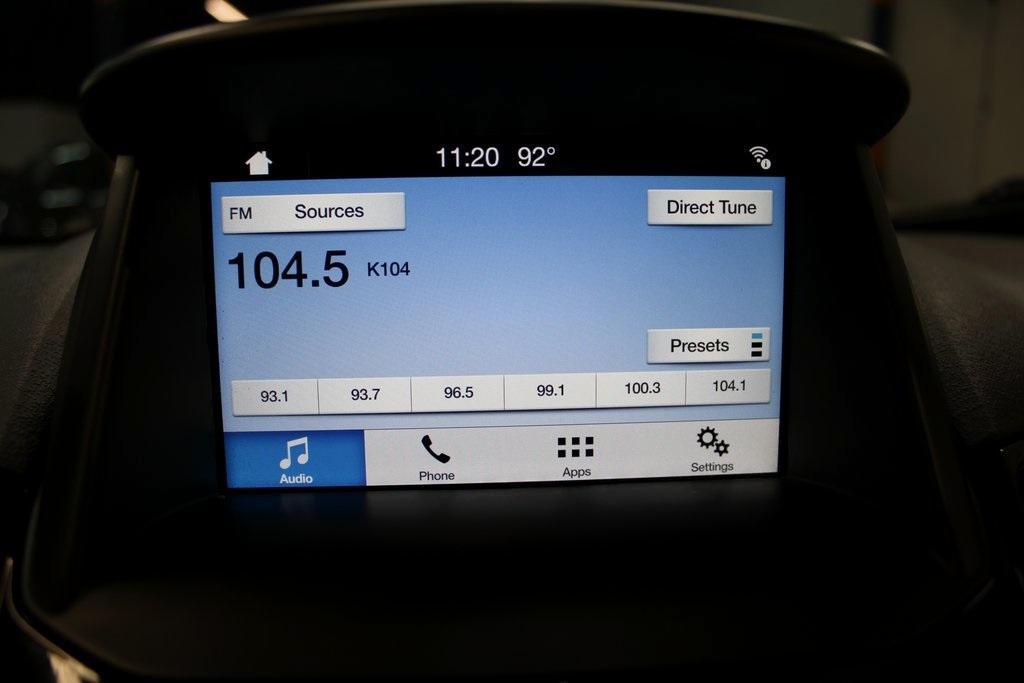 11:20 92°
FM Sources Direct Tune
104.5 K104
Presets
93.1 93.7 96.5 99.1 100.3 104.1
Audio Phone Apps Settings